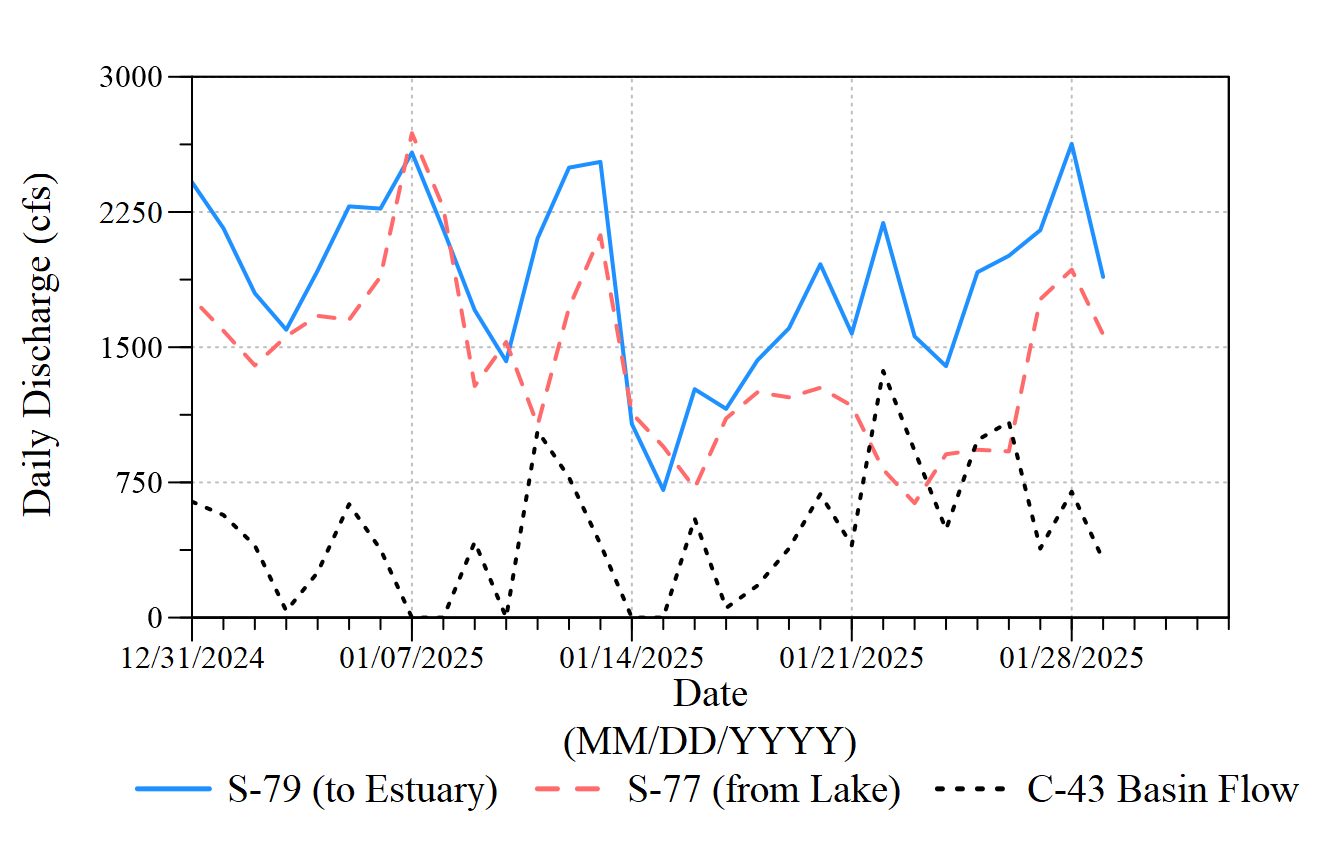 3000
2250
1500
750
0
Daily Discharge (cfs)
12/31/2024 01/07/2025 01/14/2025 01/21/2025 01/28/2025
Date
(MM/DD/YYYY)
S-79 (to Estuary) S-77 (from Lake) C-43 Basin Flow